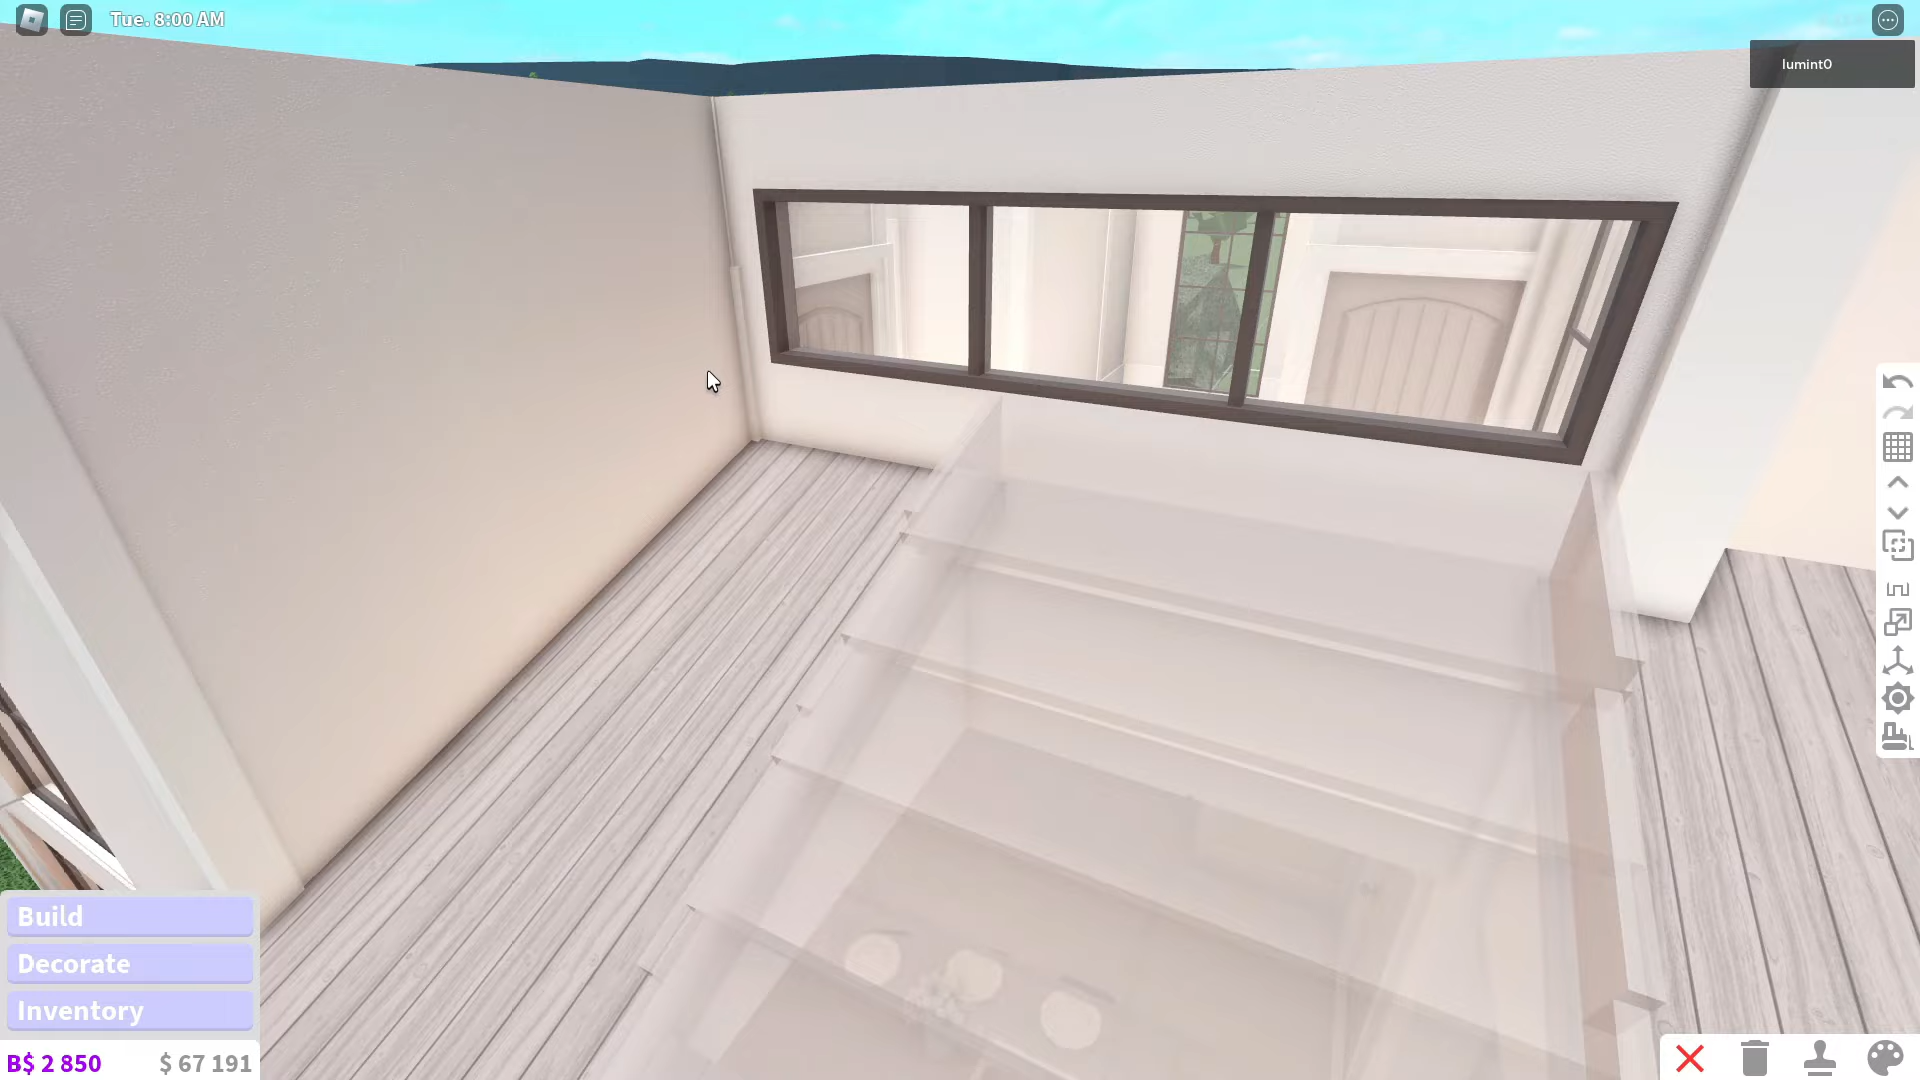 Tue. 8:00 AM
lumint0
Build
Decorate
Inventory
B$ 2 850
$ 67 191